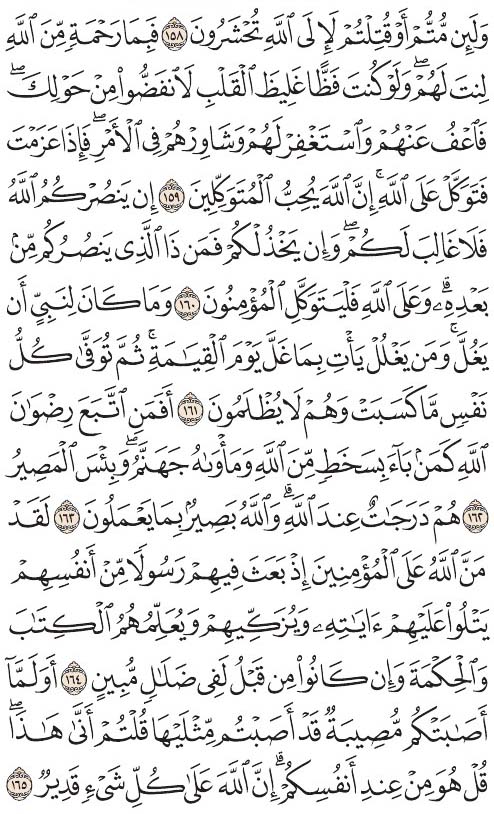 وَلَئِن مُّتُّمْ أَوْ قُتِلْتُمْ لَإِلَى ٱللَّهِ تُحْشَرُونَ ١٥٨ فَبِمَا رَحْمَةٍ مِّنَ ٱللَّهِ
لِنتَ لَهُمْ ۖ وَلَوْ كُنتَ فَظًّا غَلِيظَ ٱلْقَلْبِ لَٱنفَضُّوا۟ مِنْ حَوْلِكَ ۖ
فَٱعْفُ عَنْهُمْ وَٱسْتَغْفِرْ لَهُمْ وَشَاوِرْهُمْ فِى ٱلْأَمْرِ ۖ فَإِذَا عَزَمْتَ
فَتَوَكَّلْ عَلَى ٱللَّهِ ۚ إِنَّ ٱللَّهَ يُحِبُّ ٱلْمُتَوَكِّلِينَ ١٥٩ إِن يَنصُرْكُمُ ٱللَّهُ
فَلَا غَالِبَ لَكُمْ ۖ وَإِن يَخْذُلْكُمْ فَمَن ذَا ٱلَّذِى يَنصُرُكُم مِّنۢ
بَعْدِهِۦ ۗ وَعَلَى ٱللَّهِ فَلْيَتَوَكَّلِ ٱلْمُؤْمِنُونَ ١٦٠ وَمَا كَانَ لِنَبِىٍّ أَن
يَغُلَّ ۚ وَمَن يَغْلُلْ يَأْتِ بِمَا غَلَّ يَوْمَ ٱلْقِيَـٰمَةِ ۚ ثُمَّ تُوَفَّىٰ كُلُّ
نَفْسٍ مَّا كَسَبَتْ وَهُمْ لَا يُظْلَمُونَ ١٦١ أَفَمَنِ ٱتَّبَعَ رِضْوَٰنَ
ٱللَّهِ كَمَنۢ بَآءَ بِسَخَطٍ مِّنَ ٱللَّهِ وَمَأْوَىٰهُ جَهَنَّمُ ۚ وَبِئْسَ ٱلْمَصِيرُ
١٦٢ هُمْ دَرَجَـٰتٌ عِندَ ٱللَّهِ ۗ وَٱللَّهُ بَصِيرٌۢ بِمَا يَعْمَلُونَ ١٦٣ لَقَدْ
مَنَّ ٱللَّهُ عَلَى ٱلْمُؤْمِنِينَ إِذْ بَعَثَ فِيهِمْ رَسُولًا مِّنْ أَنفُسِهِمْ
يَتْلُوا۟ عَلَيْهِمْ ءَايَـٰتِهِۦ وَيُزَكِّيهِمْ وَيُعَلِّمُهُمُ ٱلْكِتَـٰبَ
وَٱلْحِكْمَةَ وَإِن كَانُوا۟ مِن قَبْلُ لَفِى ضَلَـٰلٍ مُّبِينٍ ١٦٤ أَوَلَمَّآ
أَصَـٰبَتْكُم مُّصِيبَةٌ قَدْ أَصَبْتُم مِّثْلَيْهَا قُلْتُمْ أَنَّىٰ هَـٰذَا ۖ
قُلْ هُوَ مِنْ عِندِ أَنفُسِكُمْ ۗ إِنَّ ٱللَّهَ عَلَىٰ كُلِّ شَىْءٍ قَدِيرٌ ١٦٥